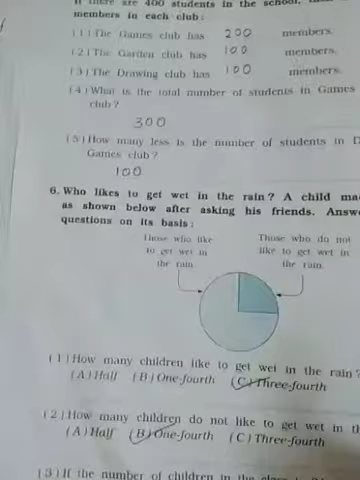 If there are 400 students in the school,
members in each club :
( 1 ) The Games club has 200 members.
( 2 ) The Garden club has 100 members.
( 3 ) The Drawing club has 100 members.
( 4 ) What is the total number of students in Games
club ?
300
( 5 ) How many less is the number of students in
Games club ?
100
6. Who likes to get wet in the rain ? A child
as shown below after asking his friends.
questions on its basis :
Those who like
to get wet in
the rain.
Those who do not
like to get wet in
the rain.
( 1 ) How many children like to get wet in the rain ?
( A ) Half ( B ) One-fourth ( C ) Three-fourth
( 2 ) How many children do not like to get wet in
( A ) Half ( B ) One-fourth ( C ) Three-fourth
( 3 ) If the number of children in the class